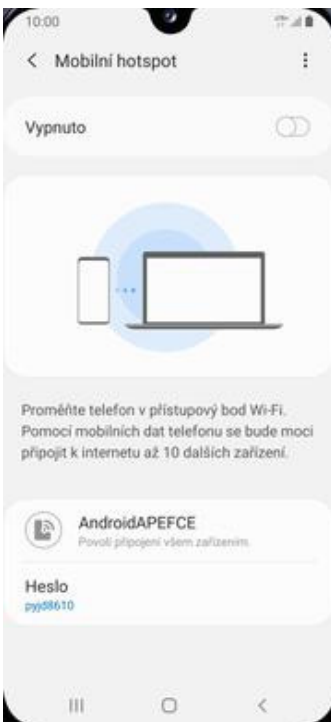 10:00
Mobilní hotspot
Vypnuto
Proměňte telefon v přístupový bod Wi-Fi.
Pomocí mobilních dat telefonu se bude moci
připojit k internetu až 10 dalších zařízení.
AndroidAPEFCE
Povolí připojení všem zařízením
Heslo
pyjd8610